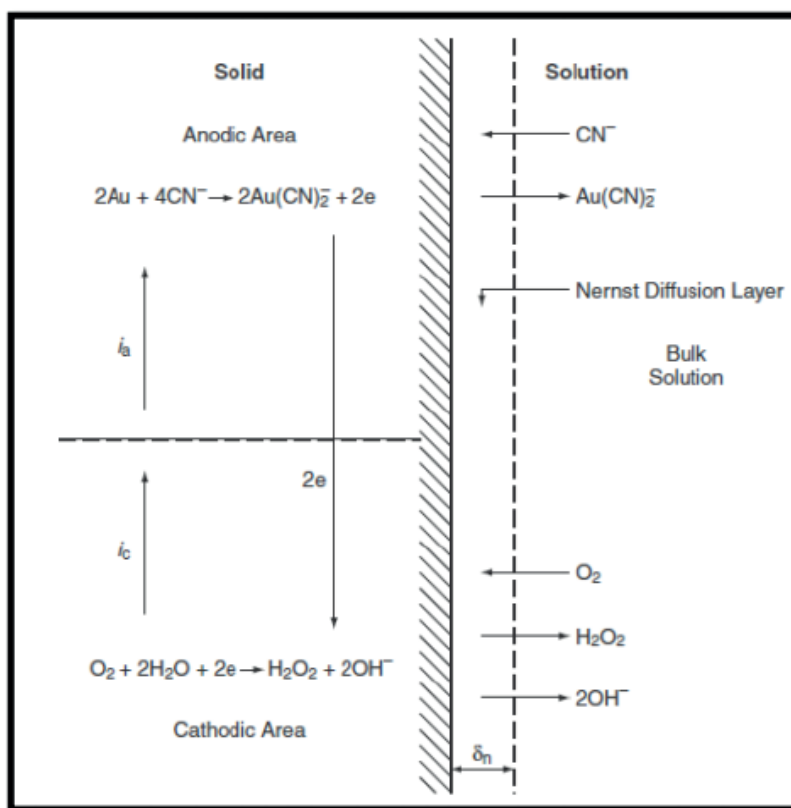 Solid
Solution
Anodic Area
CN⁻
2Au + 4CN⁻ → 2Au(CN)₂⁻ + 2e
Au(CN)₂⁻
Nernst Diffusion Layer
iₐ
Bulk
Solution
2e
i_c
O₂
H₂O₂
O₂ + 2H₂O + 2e → H₂O₂ + 2OH⁻
2OH⁻
Cathodic Area
δₙ